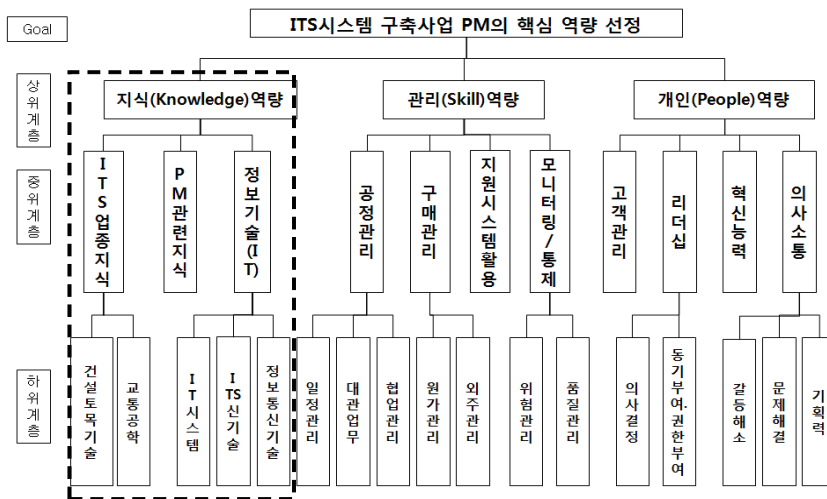 Goal
ITS시스템 구축사업 PM의 핵심 역량 선정
상위계층
지식(Knowledge)역량
관리(Skill)역량
개인(People)역량
중위계층
ITS업종지식
PM관련지식
정보기술(IT)
공정관리
구매관리
지원시스템활용
모니터링/통제
고객관리
리더십
혁신능력
의사소통
하위계층
건설토목기술
교통공학
IT시스템
ITS신기술
정보통신기술
일정관리
대관업무
협업관리
원가관리
외주관리
위험관리
품질관리
의사결정
동기부여.권한부여
갈등해소
문제해결
기획력